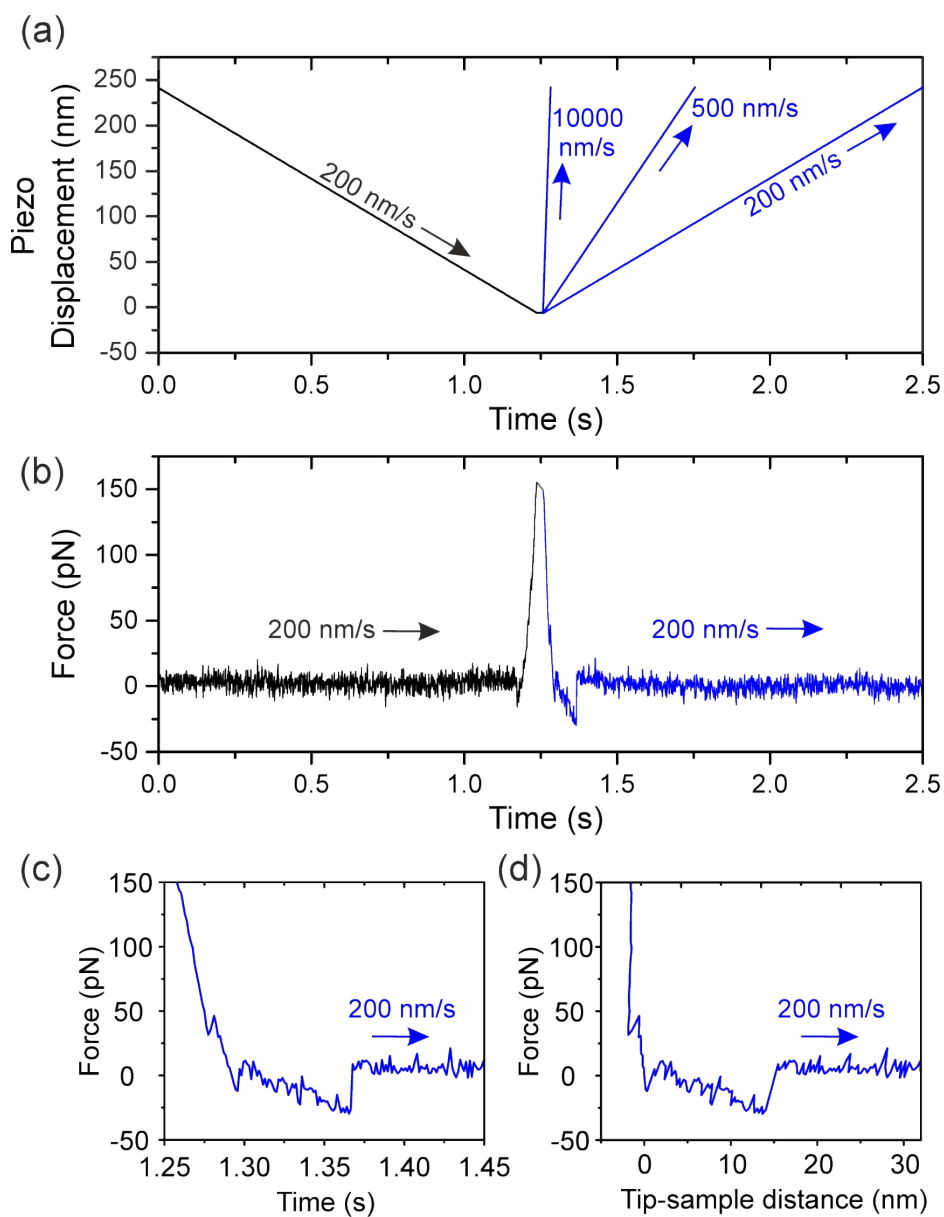 (a)
Piezo
Displacement (nm)
250
200
150
100
50
0
-50
200 nm/s
10000
nm/s
500 nm/s
200 nm/s
0.0 0.5 1.0 1.5 2.0 2.5
Time (s)
(b)
Force (pN)
150
100
50
0
-50
200 nm/s
200 nm/s
0.0 0.5 1.0 1.5 2.0 2.5
Time (s)
(c)
Force (pN)
150
100
50
0
-50
200 nm/s
1.25 1.30 1.35 1.40 1.45
Time (s)
(d)
Force (pN)
150
100
50
0
-50
200 nm/s
0 10 20 30
Tip-sample distance (nm)